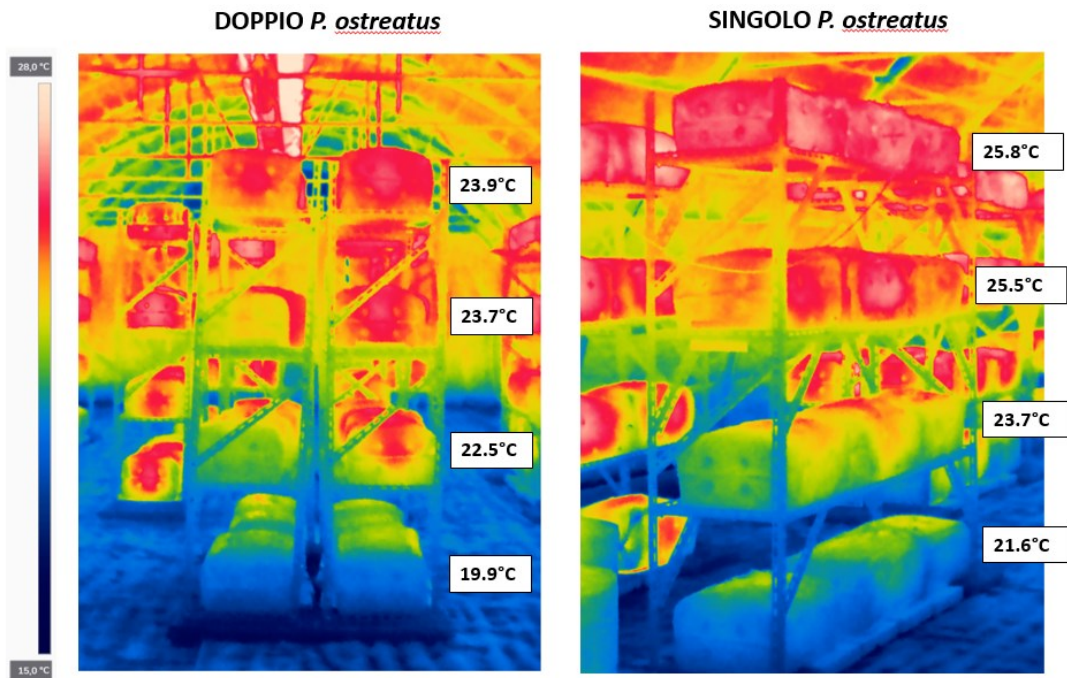 DOPPIO P. ostreatus
SINGOLO P. ostreatus
28,0 °C
23.9°C
23.7°C
22.5°C
19.9°C
25.8°C
25.5°C
23.7°C
21.6°C
15,0 °C